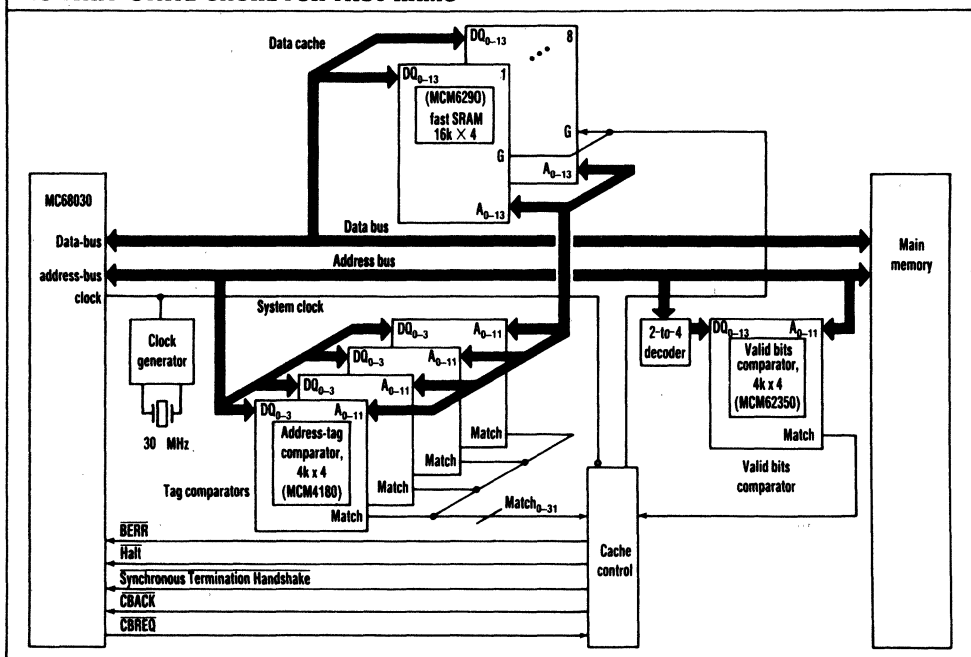 Data cache
DQ0–13
8
DQ0–13
1
(MCM6290)
fast SRAM
16k × 4
G
G
A0–13
A0–13
MC68030
Data-bus
address-bus
clock
Data bus
Address bus
System clock
Main
memory
Clock
generator
30 MHz
DQ0–3
A0–11
DQ0–3
A0–11
DQ0–3
A0–11
DQ0–3
A0–11
Address-tag
comparator,
4k x 4
(MCM4180)
Match
Match
Match
Match
Tag comparators
Match0–31
2-to-4
decoder
DQ0–13
A0–11
Valid bits
comparator,
4k x 4
(MCM62350)
Match
Valid bits
comparator
Cache
control
BERR
Halt
Synchronous Termination Handshake
CBACK
CBREQ